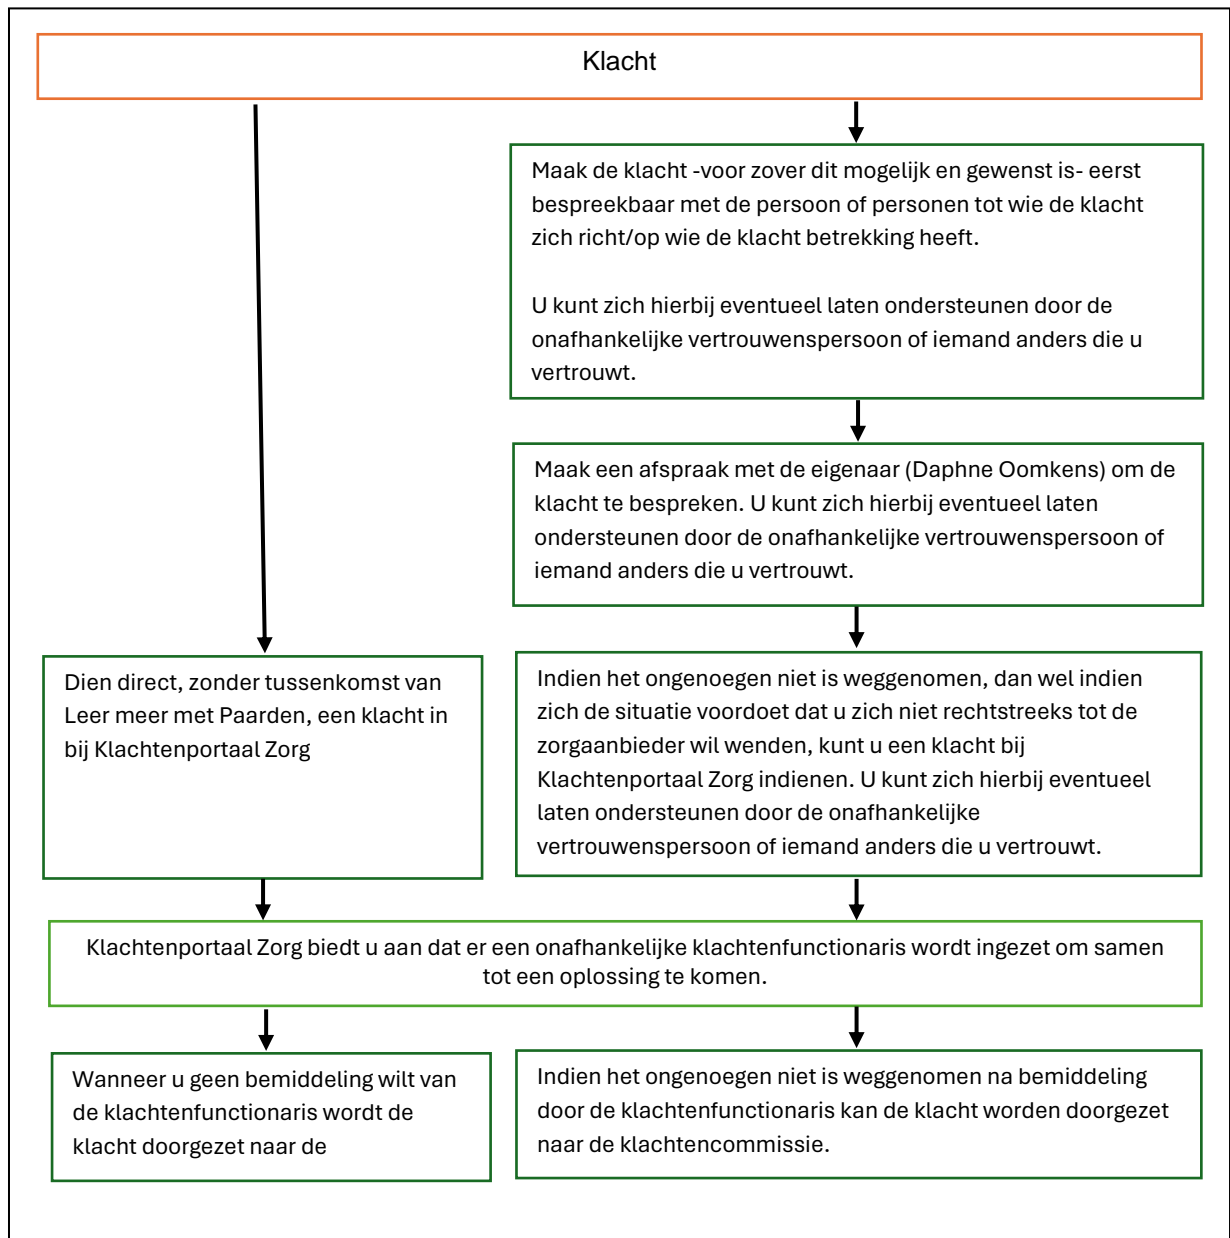 Klacht
Maak de klacht -voor zover dit mogelijk en gewenst is- eerst
bespreekbaar met de persoon of personen tot wie de klacht
zich richt/op wie de klacht betrekking heeft.
U kunt zich hierbij eventueel laten ondersteunen door de
onafhankelijke vertrouwenspersoon of iemand anders die u
vertrouwt.
Maak een afspraak met de eigenaar (Daphne Oomkens) om de
klacht te bespreken. U kunt zich hierbij eventueel laten
ondersteunen door de onafhankelijke vertrouwenspersoon of
iemand anders die u vertrouwt.
Dien direct, zonder tussenkomst van
Leer meer met Paarden, een klacht in
bij Klachtenportaal Zorg
Indien het ongenoegen niet is weggenomen, dan wel indien
zich de situatie voordoet dat u zich niet rechtstreeks tot de
zorgaanbieder wil wenden, kunt u een klacht bij
Klachtenportaal Zorg indienen. U kunt zich hierbij eventueel
laten ondersteunen door de onafhankelijke
vertrouwenspersoon of iemand anders die u vertrouwt.
Klachtenportaal Zorg biedt u aan dat er een onafhankelijke klachtenfunctionaris wordt ingezet om samen
tot een oplossing te komen.
Wanneer u geen bemiddeling wilt van
de klachtenfunctionaris wordt de
klacht doorgezet naar de
Indien het ongenoegen niet is weggenomen na bemiddeling
door de klachtenfunctionaris kan de klacht worden doorgezet
naar de klachtencommissie.